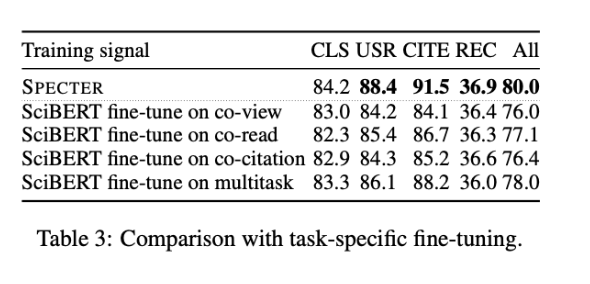 Training signal CLS USR CITE REC All
SPECTER 84.2 88.4 91.5 36.9 80.0
SciBERT fine-tune on co-view 83.0 84.2 84.1 36.4 76.0
SciBERT fine-tune on co-read 82.3 85.4 86.7 36.3 77.1
SciBERT fine-tune on co-citation 82.9 84.3 85.2 36.6 76.4
SciBERT fine-tune on multitask 83.3 86.1 88.2 36.0 78.0
Table 3: Comparison with task-specific fine-tuning.